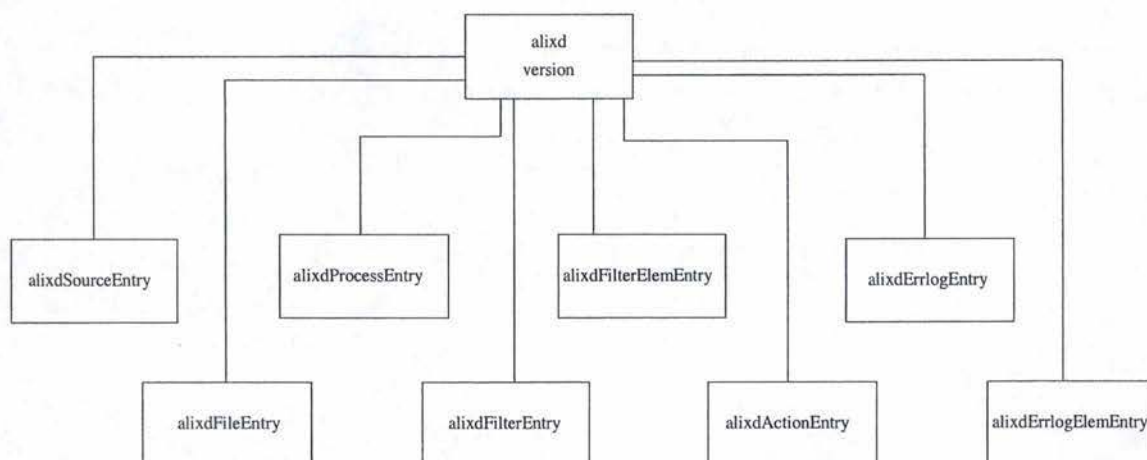 alixd
version
alixdSourceEntry
alixdProcessEntry
alixdFilterElemEntry
alixdErrlogEntry
alixdFileEntry
alixdFilterEntry
alixdActionEntry
alixdErrlogElemEntry